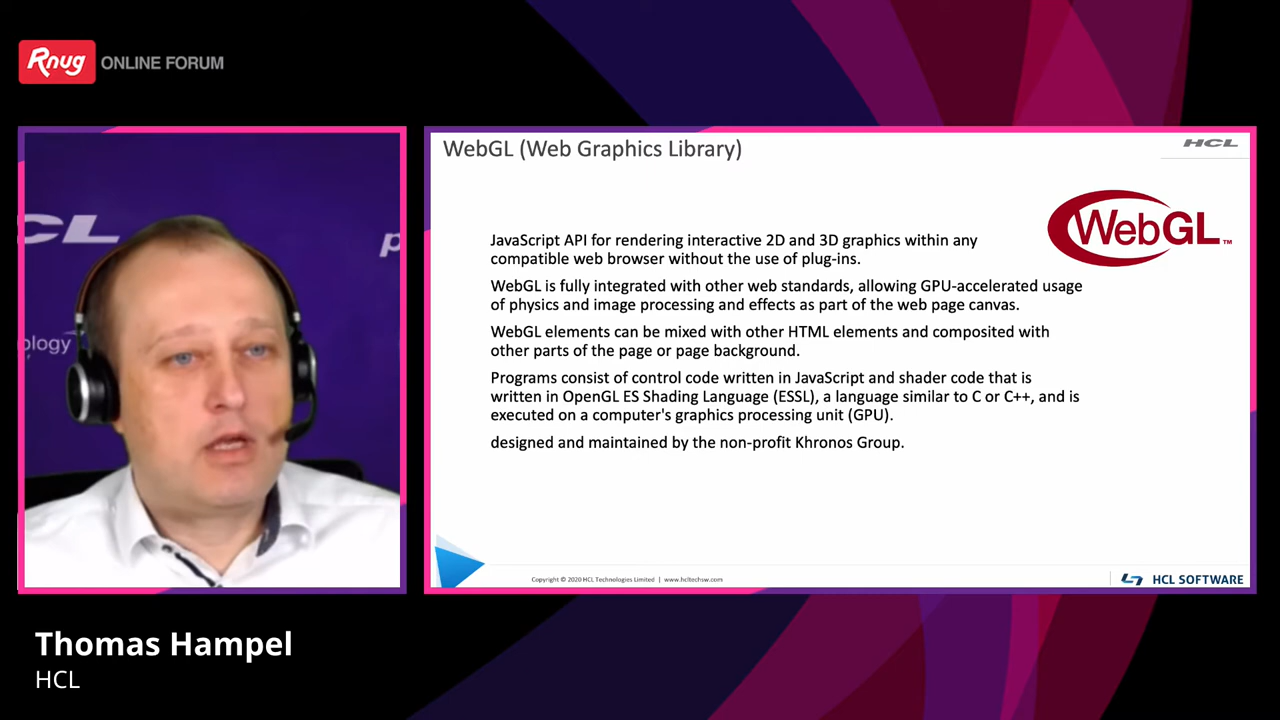 Rnug ONLINE FORUM
CL
p
nology
WebGL (Web Graphics Library)
HCL
WebGL™
JavaScript API for rendering interactive 2D and 3D graphics within any
compatible web browser without the use of plug-ins.
WebGL is fully integrated with other web standards, allowing GPU-accelerated usage
of physics and image processing and effects as part of the web page canvas.
WebGL elements can be mixed with other HTML elements and composited with
other parts of the page or page background.
Programs consist of control code written in JavaScript and shader code that is
written in OpenGL ES Shading Language (ESSL), a language similar to C or C++, and is
executed on a computer's graphics processing unit (GPU).
designed and maintained by the non-profit Khronos Group.
Copyright © 2020 HCL Technologies Limited | www.hcltechsw.com
HCL SOFTWARE
Thomas Hampel
HCL